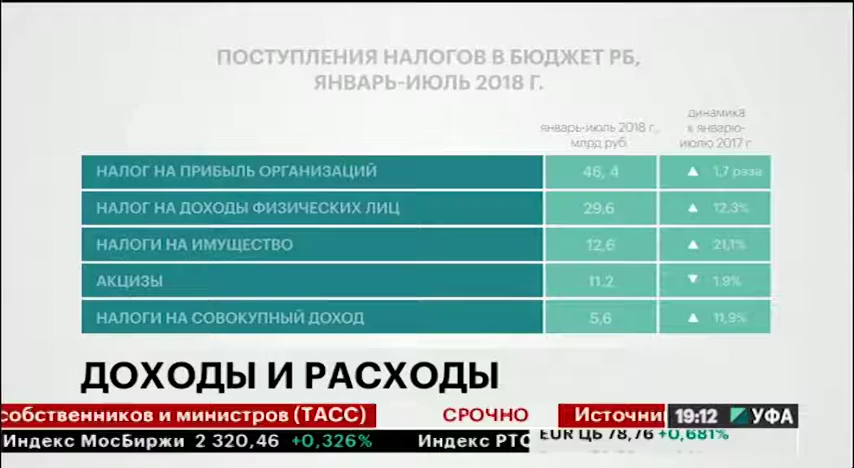 ПОСТУПЛЕНИЯ НАЛОГОВ В БЮДЖЕТ РБ,
ЯНВАРЬ-ИЮЛЬ 2018 Г.
январь-июль 2018 г.,
млрд руб.
динамика
к январю-
июлю 2017 г.
НАЛОГ НА ПРИБЫЛЬ ОРГАНИЗАЦИЙ 46, 4 ▲ 1,7 раза
НАЛОГ НА ДОХОДЫ ФИЗИЧЕСКИХ ЛИЦ 29,6 ▲ 12,3%
НАЛОГИ НА ИМУЩЕСТВО 12,6 ▲ 21,1%
АКЦИЗЫ 11,2 ▼ 1,9%
НАЛОГИ НА СОВОКУПНЫЙ ДОХОД 5,6 ▲ 11,9%
ДОХОДЫ И РАСХОДЫ
собственников и министров (ТАСС) СРОЧНО Источни 19:12 УФА
Индекс МосБиржи 2 320,46 +0,326% Индекс РТС EUR ЦБ 78,76 +0,681%